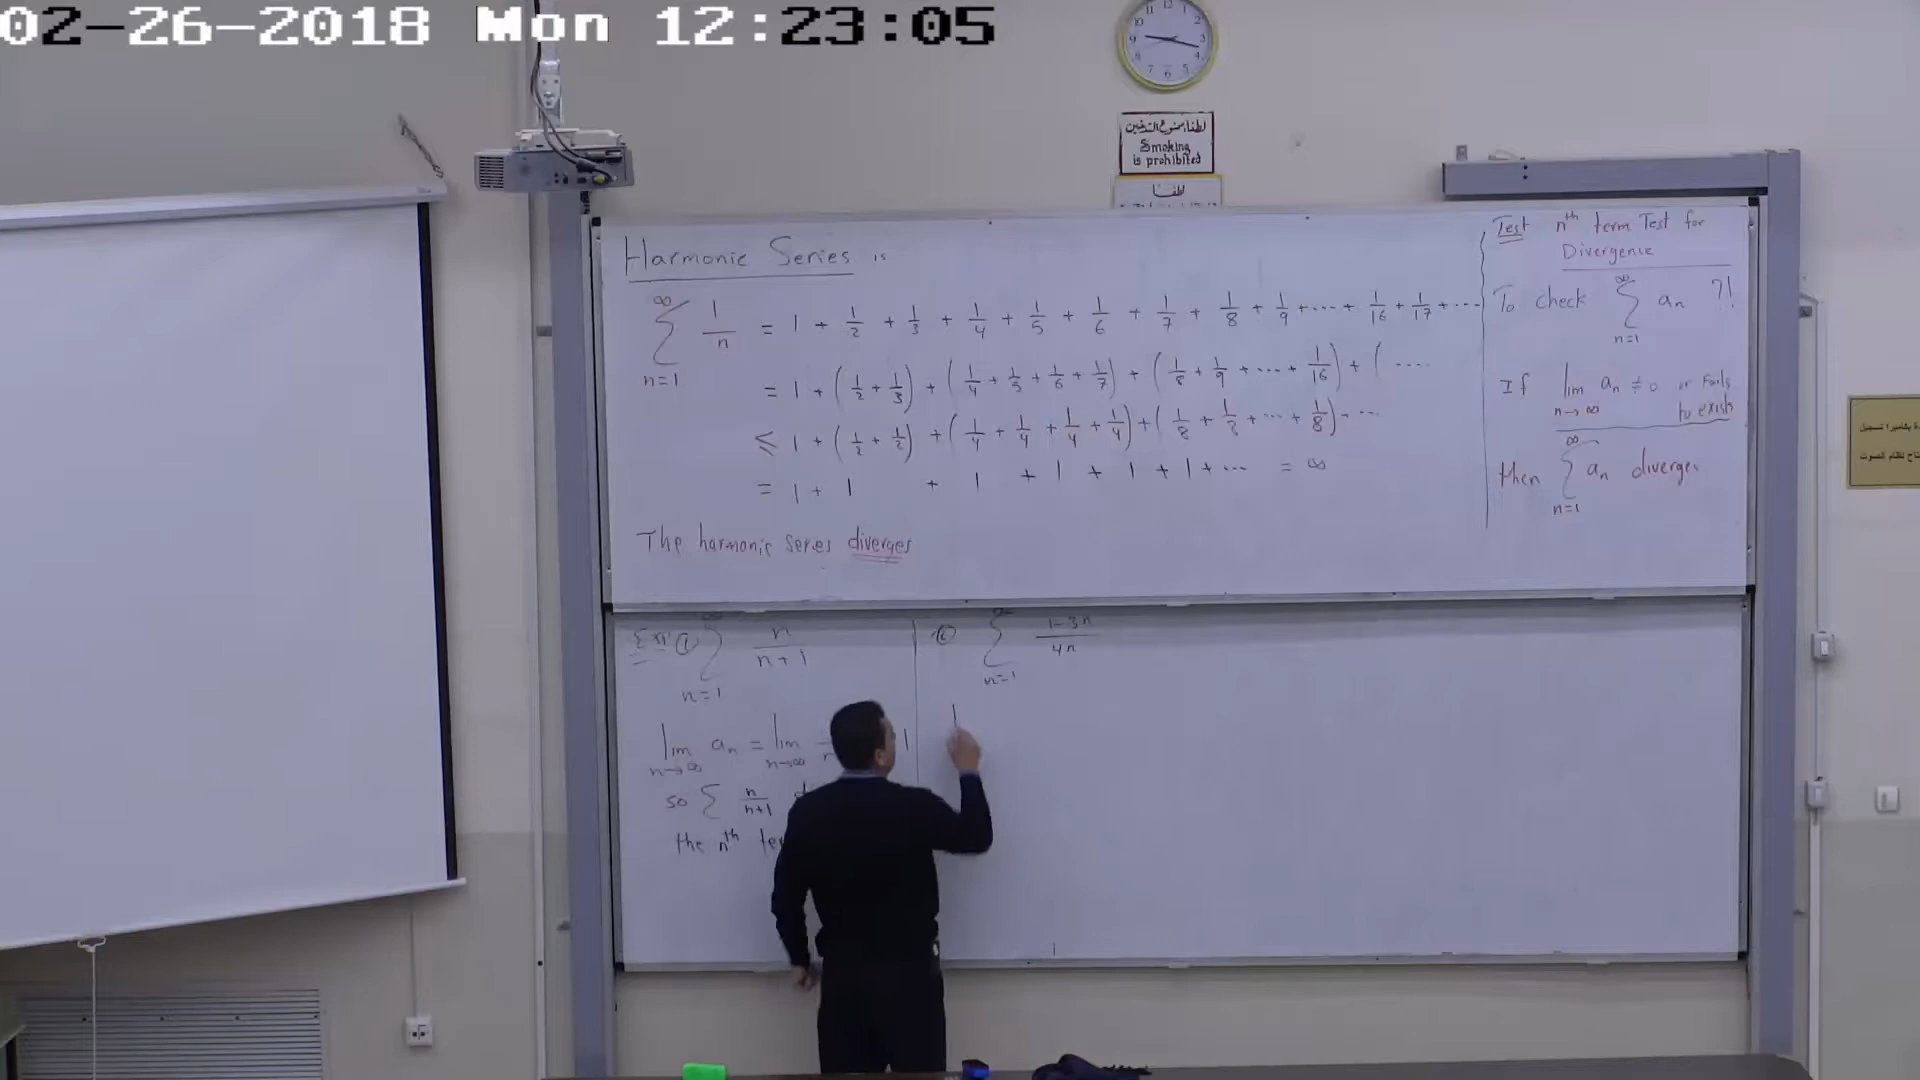 02-26-2018 Mon 12:23:05
لطفا، ممنوع التدخين
Smoking
is prohibited
لطفا
Harmonic Series is
∞ ∑ n=1 1/n = 1 + 1/2 + 1/3 + 1/4 + 1/5 + 1/6 + 1/7 + 1/8 + 1/9 + ... + 1/16 + 1/17 + ...
= 1 + (1/2 + 1/3) + (1/4 + 1/5 + 1/6 + 1/7) + (1/8 + 1/9 + .... + 1/16) + ( ....
≤ 1 + (1/2 + 1/2) + (1/4 + 1/4 + 1/4 + 1/4) + (1/8 + 1/8 + ... + 1/8) + ...
= 1 + 1 + 1 + 1 + 1 + 1 + ... = ∞
The harmonic series diverges
Test nth term Test for
Divergence
To check ∞ ∑ n=1 an ?!
If lim n→∞ an ≠ 0 or Fails
to exist
then ∞ ∑ n=1 an diverges
Ex: ① ∞ ∑ n=1 n/n+1
lim n→∞ an = lim n→∞ 1
so ∑ n/n+1
the nth
② ∞ ∑ n=1 1-3n/4n